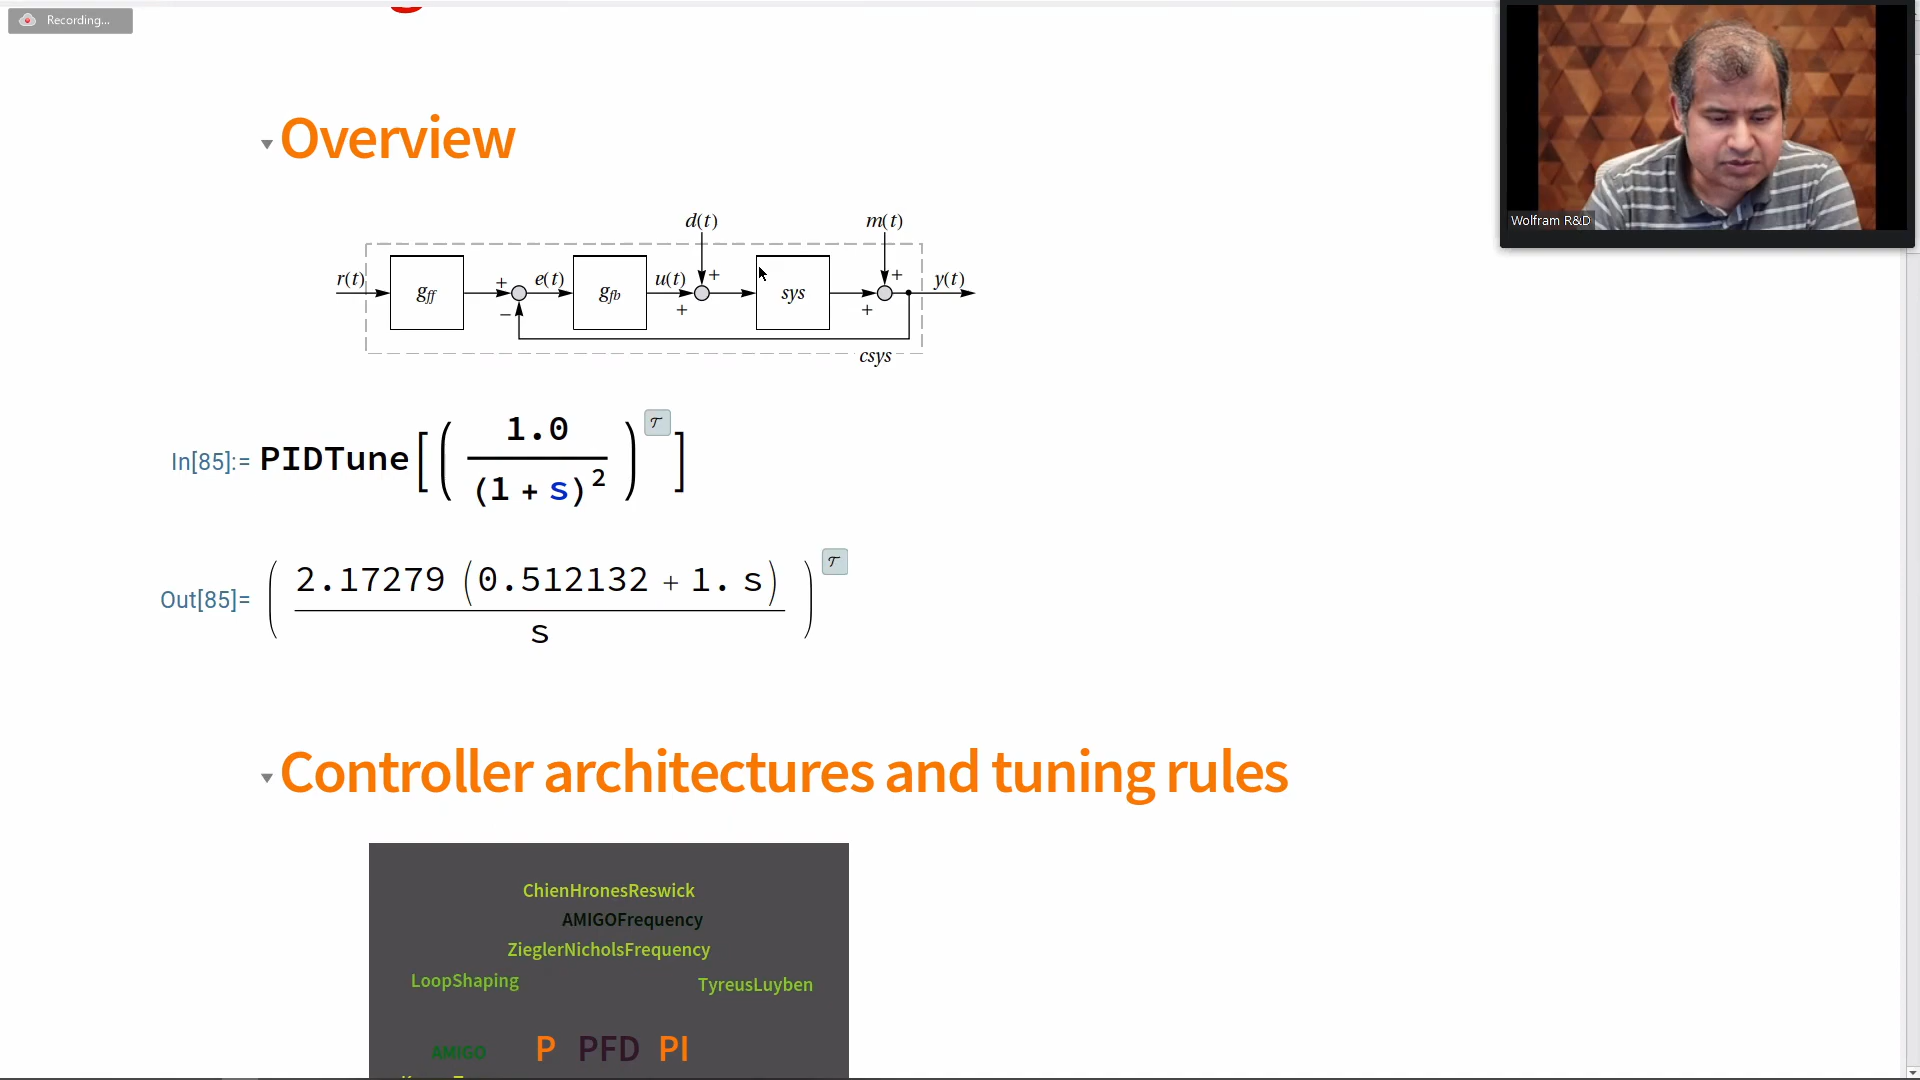 Recording...
Wolfram R&D
Overview
d(t) m(t)
r(t) gff + − e(t) gfb u(t) + + sys + + y(t)
csys
In[85]:= PIDTune[(1.0/(1 + s)^2)^𝒯]
Out[85]= (2.17279 (0.512132 + 1. s)/s)^𝒯
Controller architectures and tuning rules
ChienHronesReswick
AMIGOFrequency
ZieglerNicholsFrequency
LoopShaping TyreusLuyben
AMIGO P PFD PI